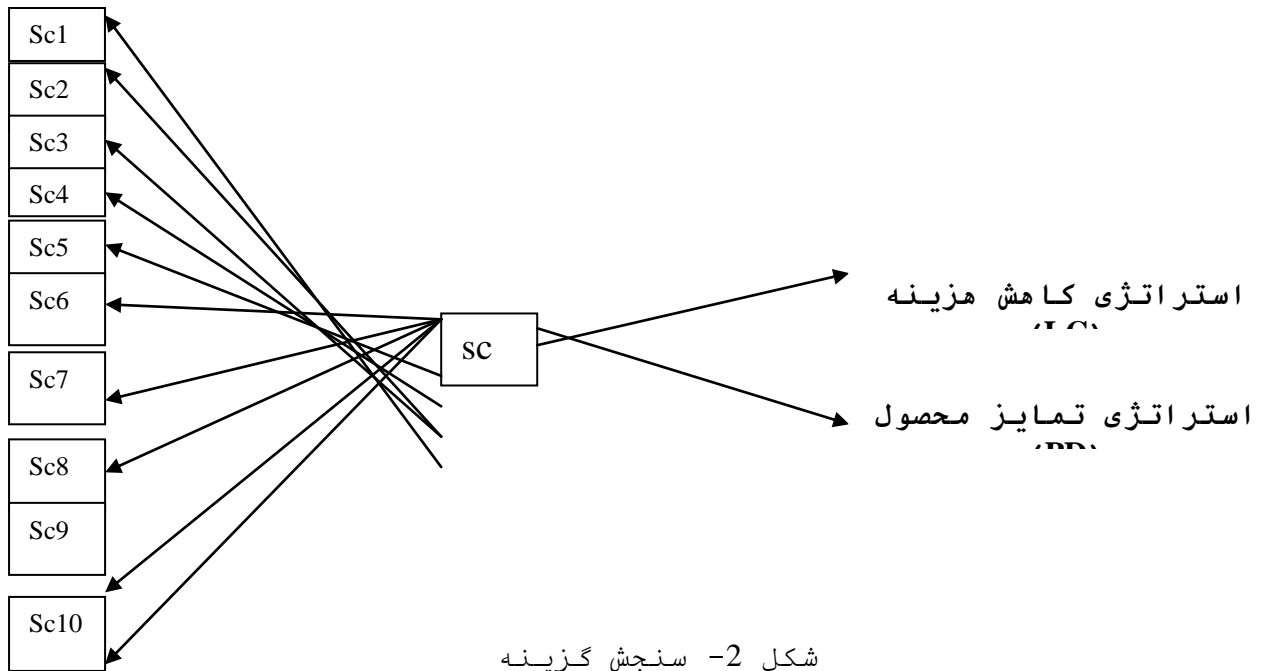 Sc1
Sc2
Sc3
Sc4
Sc5
Sc6
Sc7
Sc8
Sc9
Sc10
sc
استراتژی کاهش هزینه
استراتژی تمایز محصول
شکل 2- سنجش گزینه